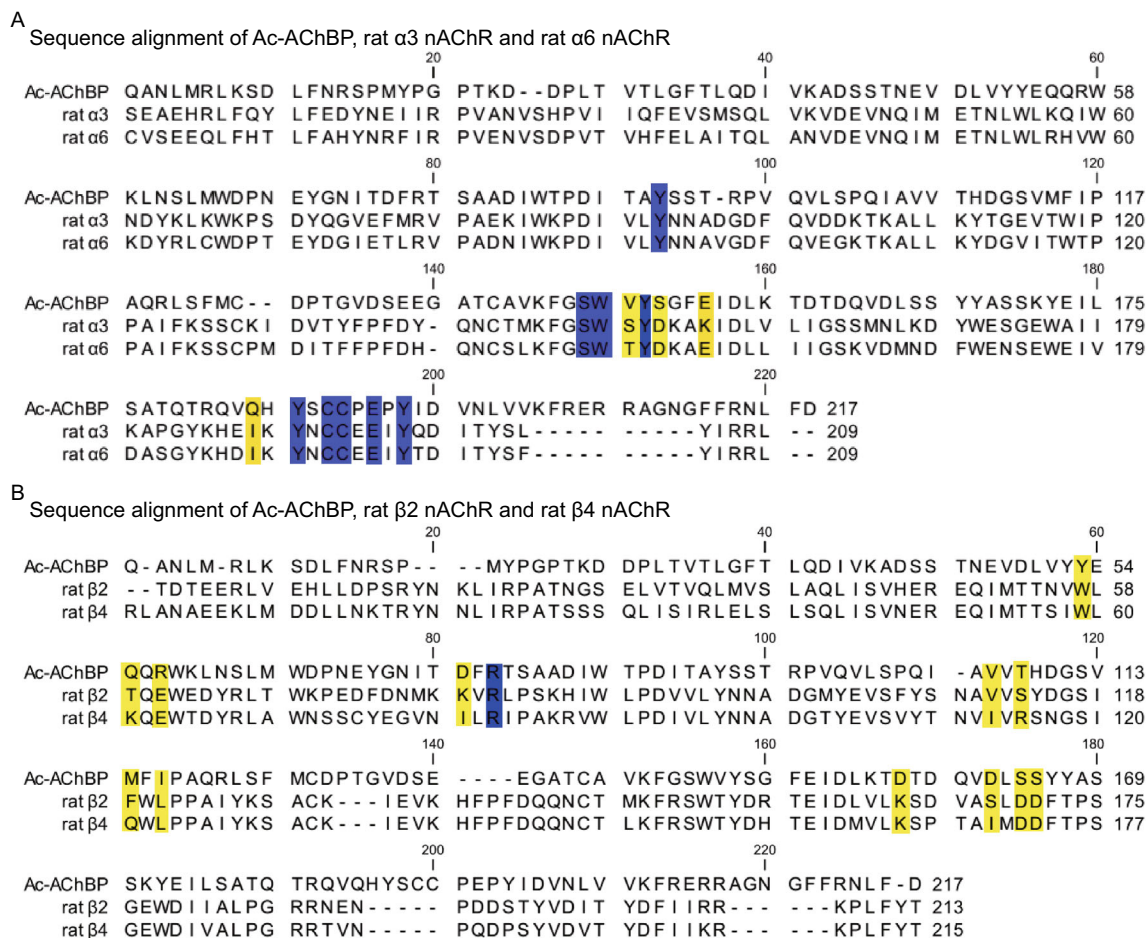 A
Sequence alignment of Ac-AChBP, rat α3 nAChR and rat α6 nAChR
20 40 60
Ac-AChBP QANLMRLKSD LFNRSPMYPG PTKD--DPLT VTLGFTLQDI VKADSSTNEV DLVYYEQQRW 58
rat α3 SEAEHRLFQY LFEDYNEIIR PVANVSHPVI IQFEVSMSQL VKVDEVNQIM ETNLWLKQIW 60
rat α6 CVSEEQLFHT LFAHYNRFIR PVENVSDPVT VHFELAITQL ANVDEVNQIM ETNLWLRHVW 60
80 100 120
Ac-AChBP KLNSLMWDPN EYGNITDFRT SAADIWTPDI TAYSST-RPV QVLSPQIAVV THDGSVMFIP 117
rat α3 NDYKLKWKPS DYQGVEFMRV PAEKIWKPDI VLYNNADGDF QVDDKTKALL KYTGEVTWIP 120
rat α6 KDYRLCWDPT EYDGIETLRV PADNIWKPDI VLYNNAVGDF QVEGKTKALL KYDGVITWTP 120
140 160 180
Ac-AChBP AQRLSFMC-- DPTGVDSEEG ATCAVKFGSW VYSGFEIDLK TDTDQVDLSS YYASSKYEIL 175
rat α3 PAIFKSSCKI DVTYFPFDY- QNCTMKFGSW SYDKAKIDLV LIGSSMNLKD YWESGEWAII 179
rat α6 PAIFKSSCPM DITFFPFDH- QNCSLKFGSW TYDKAEIDLL IIGSKVDMND FWENSEWEIV 179
200 220
Ac-AChBP SATQTRQVQH YSCCPEPYID VNLVVKFRER RAGNGFFRNL FD 217
rat α3 KAPGYKHEIK YNCCEEIYQD ITYSL----- -----YIRRL -- 209
rat α6 DASGYKHDIK YNCCEEIYTD ITYSF----- -----YIRRL -- 209
B
Sequence alignment of Ac-AChBP, rat β2 nAChR and rat β4 nAChR
20 40 60
Ac-AChBP Q-ANLM-RLK SDLFNRSP-- --MYPGPTKD DPLTVTLGFT LQDIVKADSS TNEVDLVYYE 54
rat β2 --TDTEERLV EHLLDPSRYN KLIRPATNGS ELVTVQLMVS LAQLISVHER EQIMTTNVWL 58
rat β4 RLANAEEKLM DDLLNKTRYN NLIRPATSSS QLISIRLELS LSQLISVNER EQIMTTSIWL 60
80 100 120
Ac-AChBP QQRWKLNSLM WDPNEYGNIT DFRTSAADIW TPDITAYSST RPVQVLSPQI -AVVTHDGSV 113
rat β2 TQEWEDYRLT WKPEDFDNMK KVRLPSKHIW LPDVVLYNNA DGMYEVSFYS NAVVSYDGSI 118
rat β4 KQEWTDYRLA WNSSCYEGVN ILRIPAKRVW LPDIVLYNNA DGTYEVSVYT NVIVRSNGSI 120
140 160 180
Ac-AChBP MFIPAQRLSF MCDPTGVDSE ----EGATCA VKFGSWVYSG FEIDLKTDTD QVDLSSYYAS 169
rat β2 FWLPPAIYKS ACK---IEVK HFPFDQQNCT MKFRSWTYDR TEIDLVLKSD VASLDDFTPS 175
rat β4 QWLPPAIYKS ACK---IEVK HFPFDQQNCT LKFRSWTYDH TEIDMVLKSP TAIMDDFTPS 177
200 220
Ac-AChBP SKYEILSATQ TRQVQHYSCC PEPYIDVNLV VKFRERRAGN GFFRNLF-D 217
rat β2 GEWDIIALPG RRNEN----- PDDSTYVDIT YDFIIRR--- ---KPLFYT 213
rat β4 GEWDIVALPG RRTVN----- PQDPSYVDVT YDFIIKR--- ---KPLFYT 215